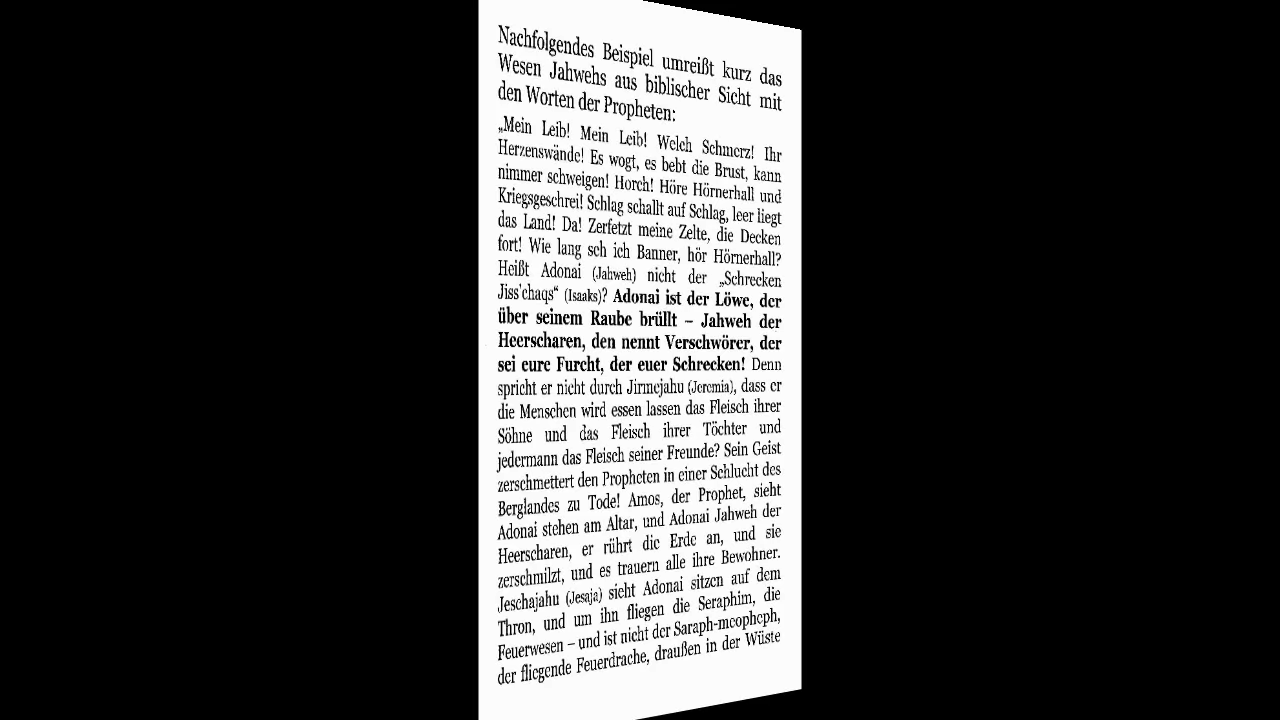 Nachfolgendes Beispiel umreißt kurz das
Wesen Jahwehs aus biblischer Sicht mit
den Worten der Propheten:
„Mein Leib! Mein Leib! Welch Schmerz! Ihr
Herzenswände! Es wogt, es bebt die Brust, kann
nimmer schweigen! Horch! Höre Hörnerhall und
Kriegsgeschrei! Schlag schallt auf Schlag, leer liegt
das Land! Da! Zerfetzt meine Zelte, die Decken
fort! Wie lang seh ich Banner, hör Hörnerhall?
Heißt Adonai (Jahweh) nicht der „Schrecken
Jiss'chaqs“ (Isaaks)? Adonai ist der Löwe, der
über seinem Raube brüllt – Jahweh der
Heerscharen, den nennt Verschwörer, der
sei eure Furcht, der euer Schrecken! Denn
spricht er nicht durch Jirmejahu (Jeremia), dass er
die Menschen wird essen lassen das Fleisch ihrer
Söhne und das Fleisch ihrer Töchter und
jedermann das Fleisch seiner Freunde? Sein Geist
zerschmettert den Propheten in einer Schlucht des
Berglandes zu Tode! Amos, der Prophet, sieht
Adonai stehen am Altar, und Adonai Jahweh der
Heerscharen, er rührt die Erde an, und sie
zerschmilzt, und es trauern alle ihre Bewohner.
Jeschajahu (Jesaja) sieht Adonai sitzen auf dem
Thron, und um ihn fliegen die Seraphim, die
Feuerwesen – und ist nicht der Saraph-meopheph,
der fliegende Feuerdrache, draußen in der Wüste